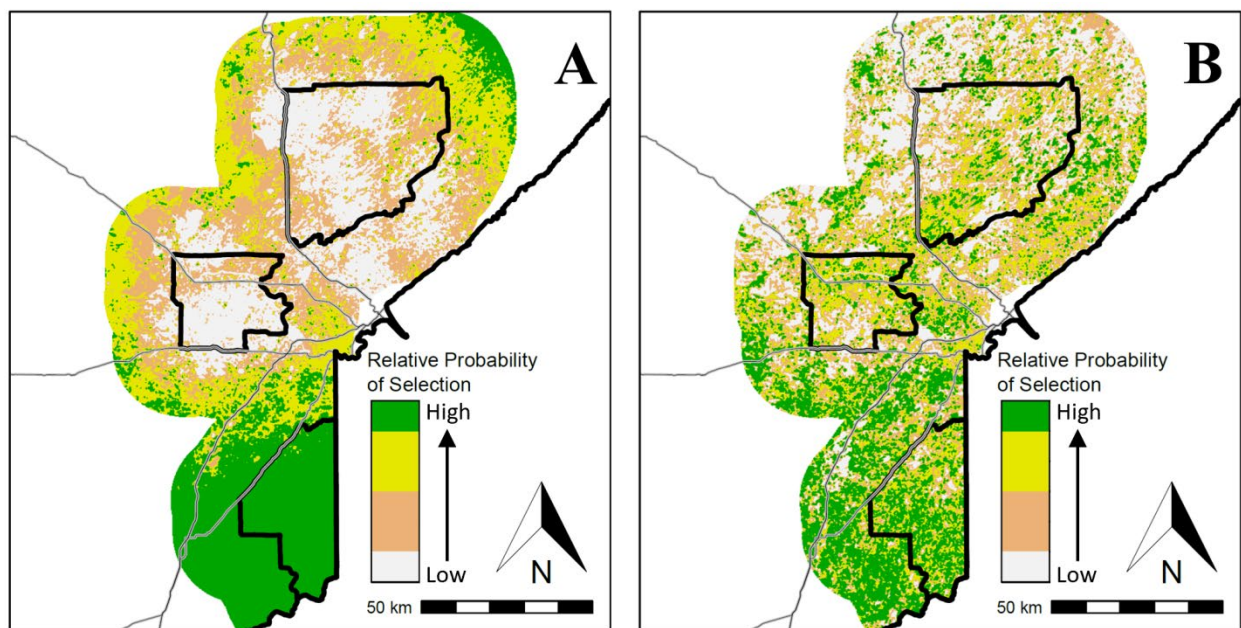 A
Relative Probability
of Selection
High
Low
N
50 km
B
Relative Probability
of Selection
High
Low
N
50 km